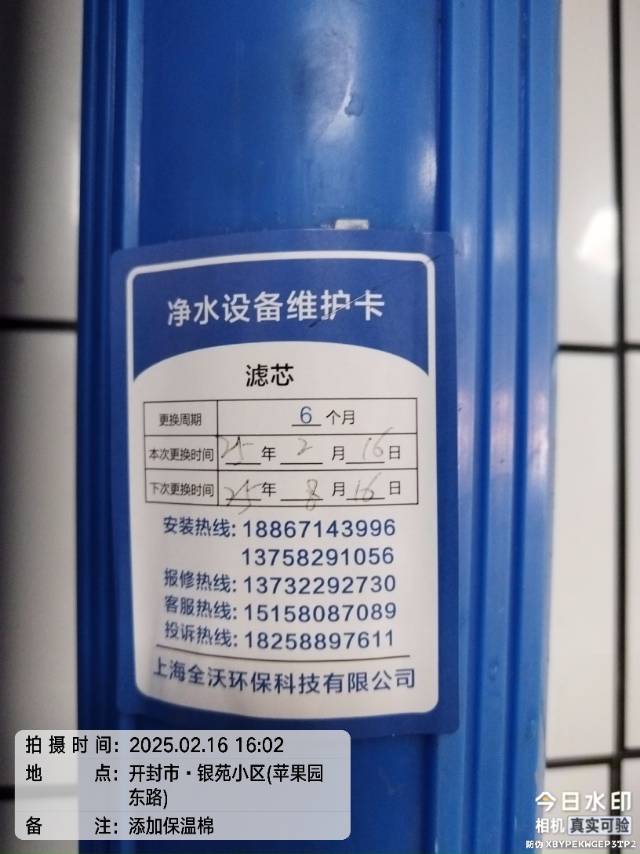 净水设备维护卡
滤芯
更换周期 6 个月
本次更换时间 25 年 2 月 16 日
下次更换时间 25 年 8 月 16 日
安装热线: 18867143996
13758291056
报修热线: 13732292730
客服热线: 15158087089
投诉热线: 18258897611
上海全沃环保科技有限公司
拍摄时间: 2025.02.16 16:02
地 点: 开封市·银苑小区(苹果园
东路)
备 注: 添加保温棉
今日水印
相机 真实可验
防伪 XBYPEKWGEP3TP2